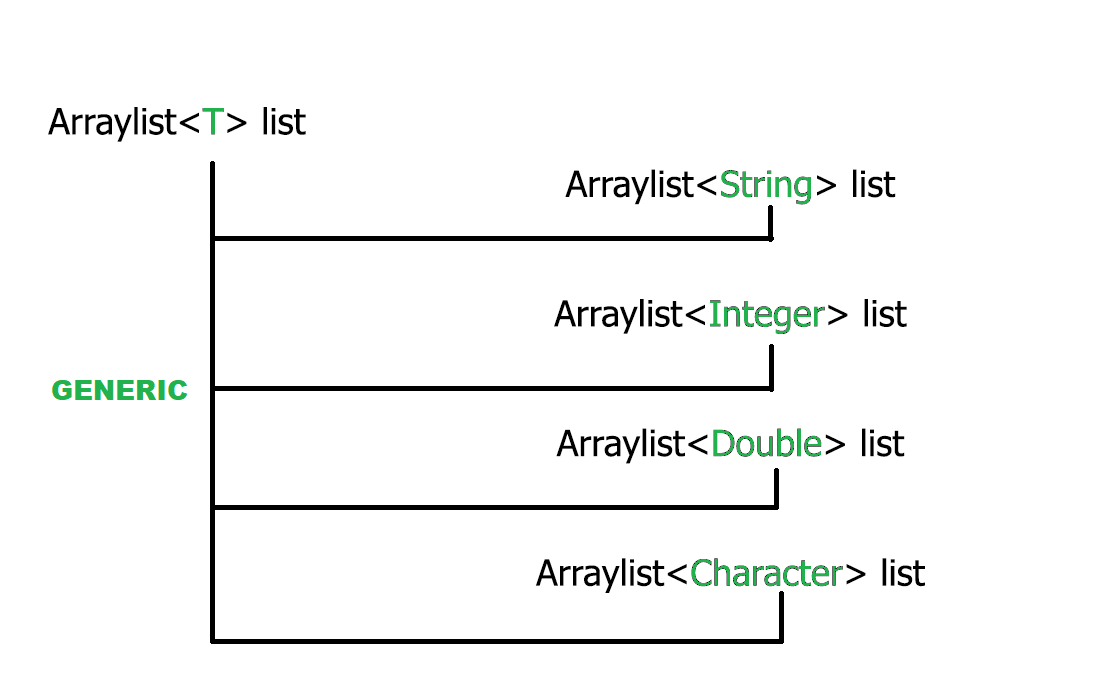 Arraylist<T> list
Arraylist<String> list
Arraylist<Integer> list
GENERIC
Arraylist<Double> list
Arraylist<Character> list